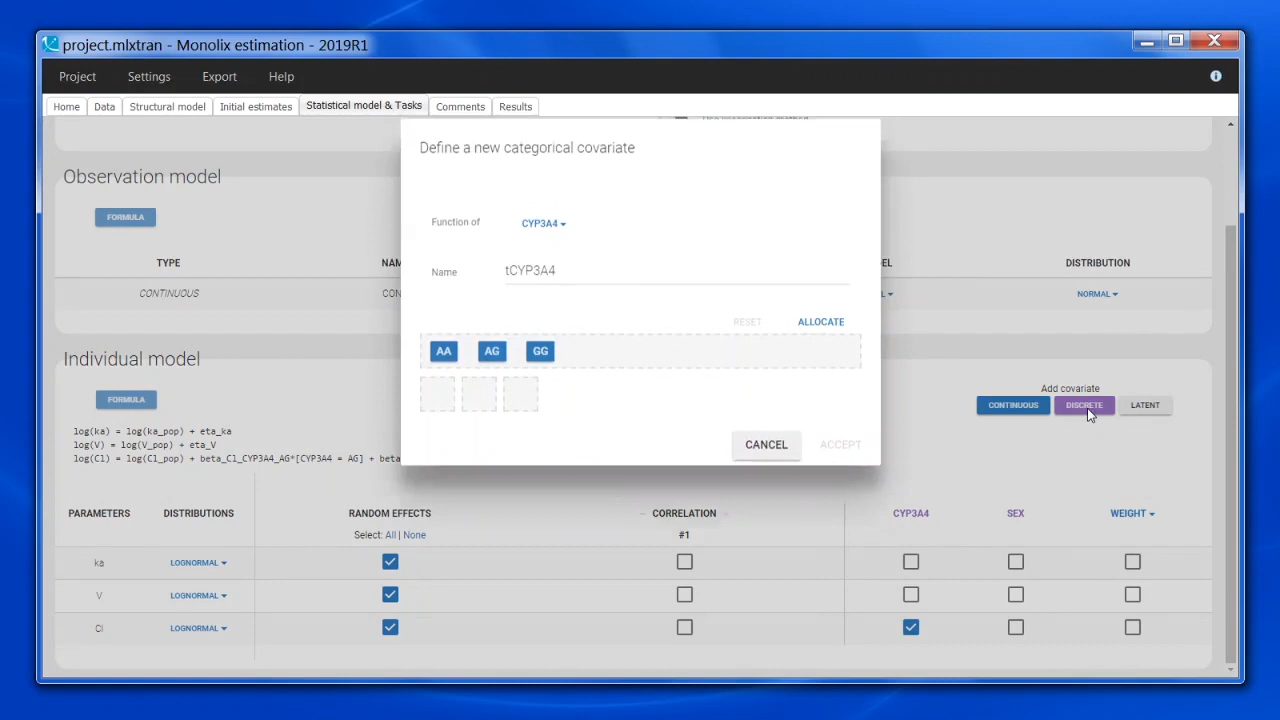 project.mlxtran - Monolix estimation - 2019R1
Project Settings Export Help
Home Data Structural model Initial estimates Statistical model & Tasks Comments Results
Define a new categorical covariate
Observation model
FORMULA
Function of CYP3A4
Name tCYP3A4
TYPE DISTRIBUTION
CONTINUOUS NORMAL
RESET ALLOCATE
AA AG GG
Individual model
Add covariate
FORMULA
CONTINUOUS DISCRETE LATENT
log(ka) = log(ka_pop) + eta_ka
log(V) = log(V_pop) + eta_V
log(Cl) = log(Cl_pop) + beta_Cl_CYP3A4_AG*[CYP3A4 = AG] + beta
CANCEL ACCEPT
PARAMETERS DISTRIBUTIONS RANDOM EFFECTS CORRELATION CYP3A4 SEX WEIGHT
Select: All | None #1
ka LOGNORMAL
V LOGNORMAL
Cl LOGNORMAL